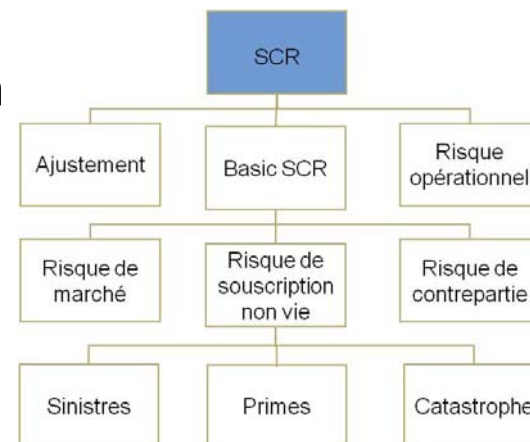 SCR
Ajustement
Basic SCR
Risque
opérationnel
Risque de
marché
Risque de
souscription
non vie
Risque de
contrepartie
Sinistres
Primes
Catastrophe